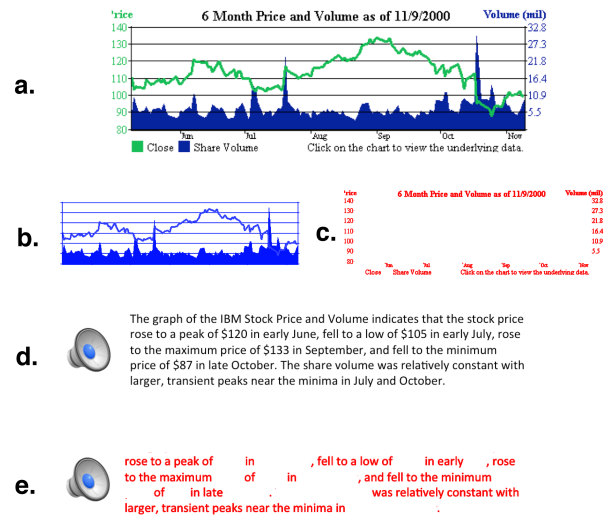 'rice 6 Month Price and Volume as of 11/9/2000 Volume (mil)
140 32.8
130 27.3
120 21.8
110 16.4
100 10.9
90 5.5
80
Jun Jul Aug Sep Oct Nov
Close Share Volume Click on the chart to view the underlying data.
a.
b.
c.
'rice 6 Month Price and Volume as of 11/9/2000 Volume (mil)
140 32.8
130 27.3
120 21.8
110 16.4
100 10.9
90 5.5
80
Jun Jul Aug Sep Oct Nov
Close Share Volume Click on the chart to view the underlying data.
d.
The graph of the IBM Stock Price and Volume indicates that the stock price
rose to a peak of $120 in early June, fell to a low of $105 in early July, rose
to the maximum price of $133 in September, and fell to the minimum
price of $87 in late October. The share volume was relatively constant with
larger, transient peaks near the minima in July and October.
e.
rose to a peak of in , fell to a low of in early , rose
to the maximum of in , and fell to the minimum
of in late . was relatively constant with
larger, transient peaks near the minima in .